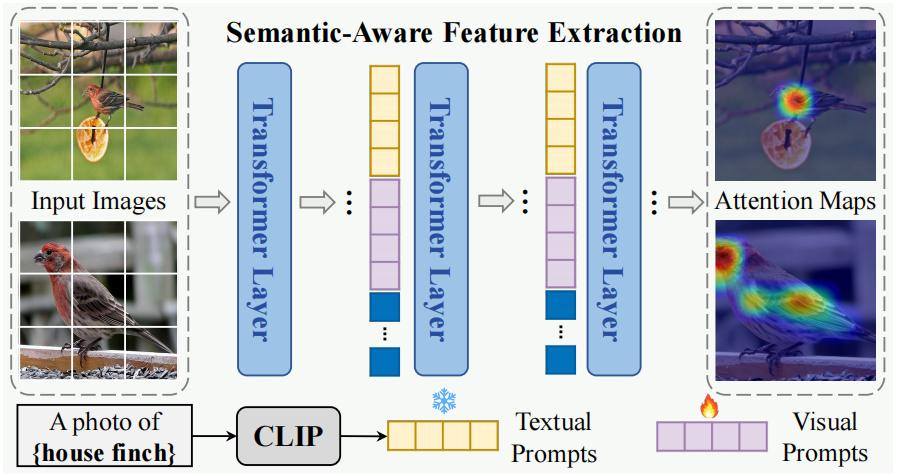 Semantic-Aware Feature Extraction
Input Images
Transformer Layer
Transformer Layer
Transformer Layer
Attention Maps
A photo of
{house finch}
CLIP
Textual
Prompts
Visual
Prompts